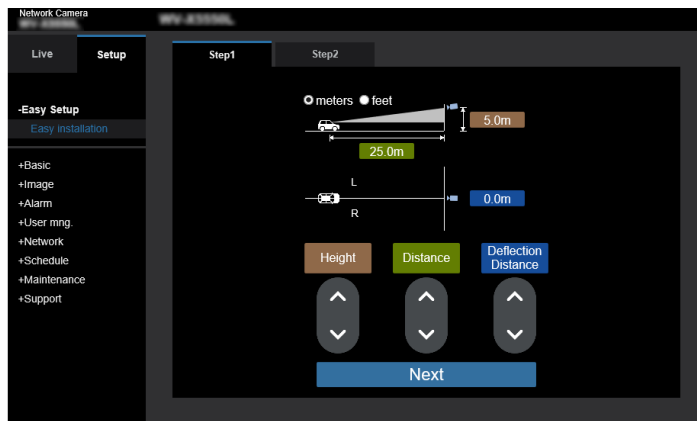 Network Camera
Live
Setup
Step1
Step2
-Easy Setup
Easy installation
+Basic
+Image
+Alarm
+User mng.
+Network
+Schedule
+Maintenance
+Support
meters
feet
5.0m
25.0m
L
R
0.0m
Height
Distance
Deflection
Distance
Next